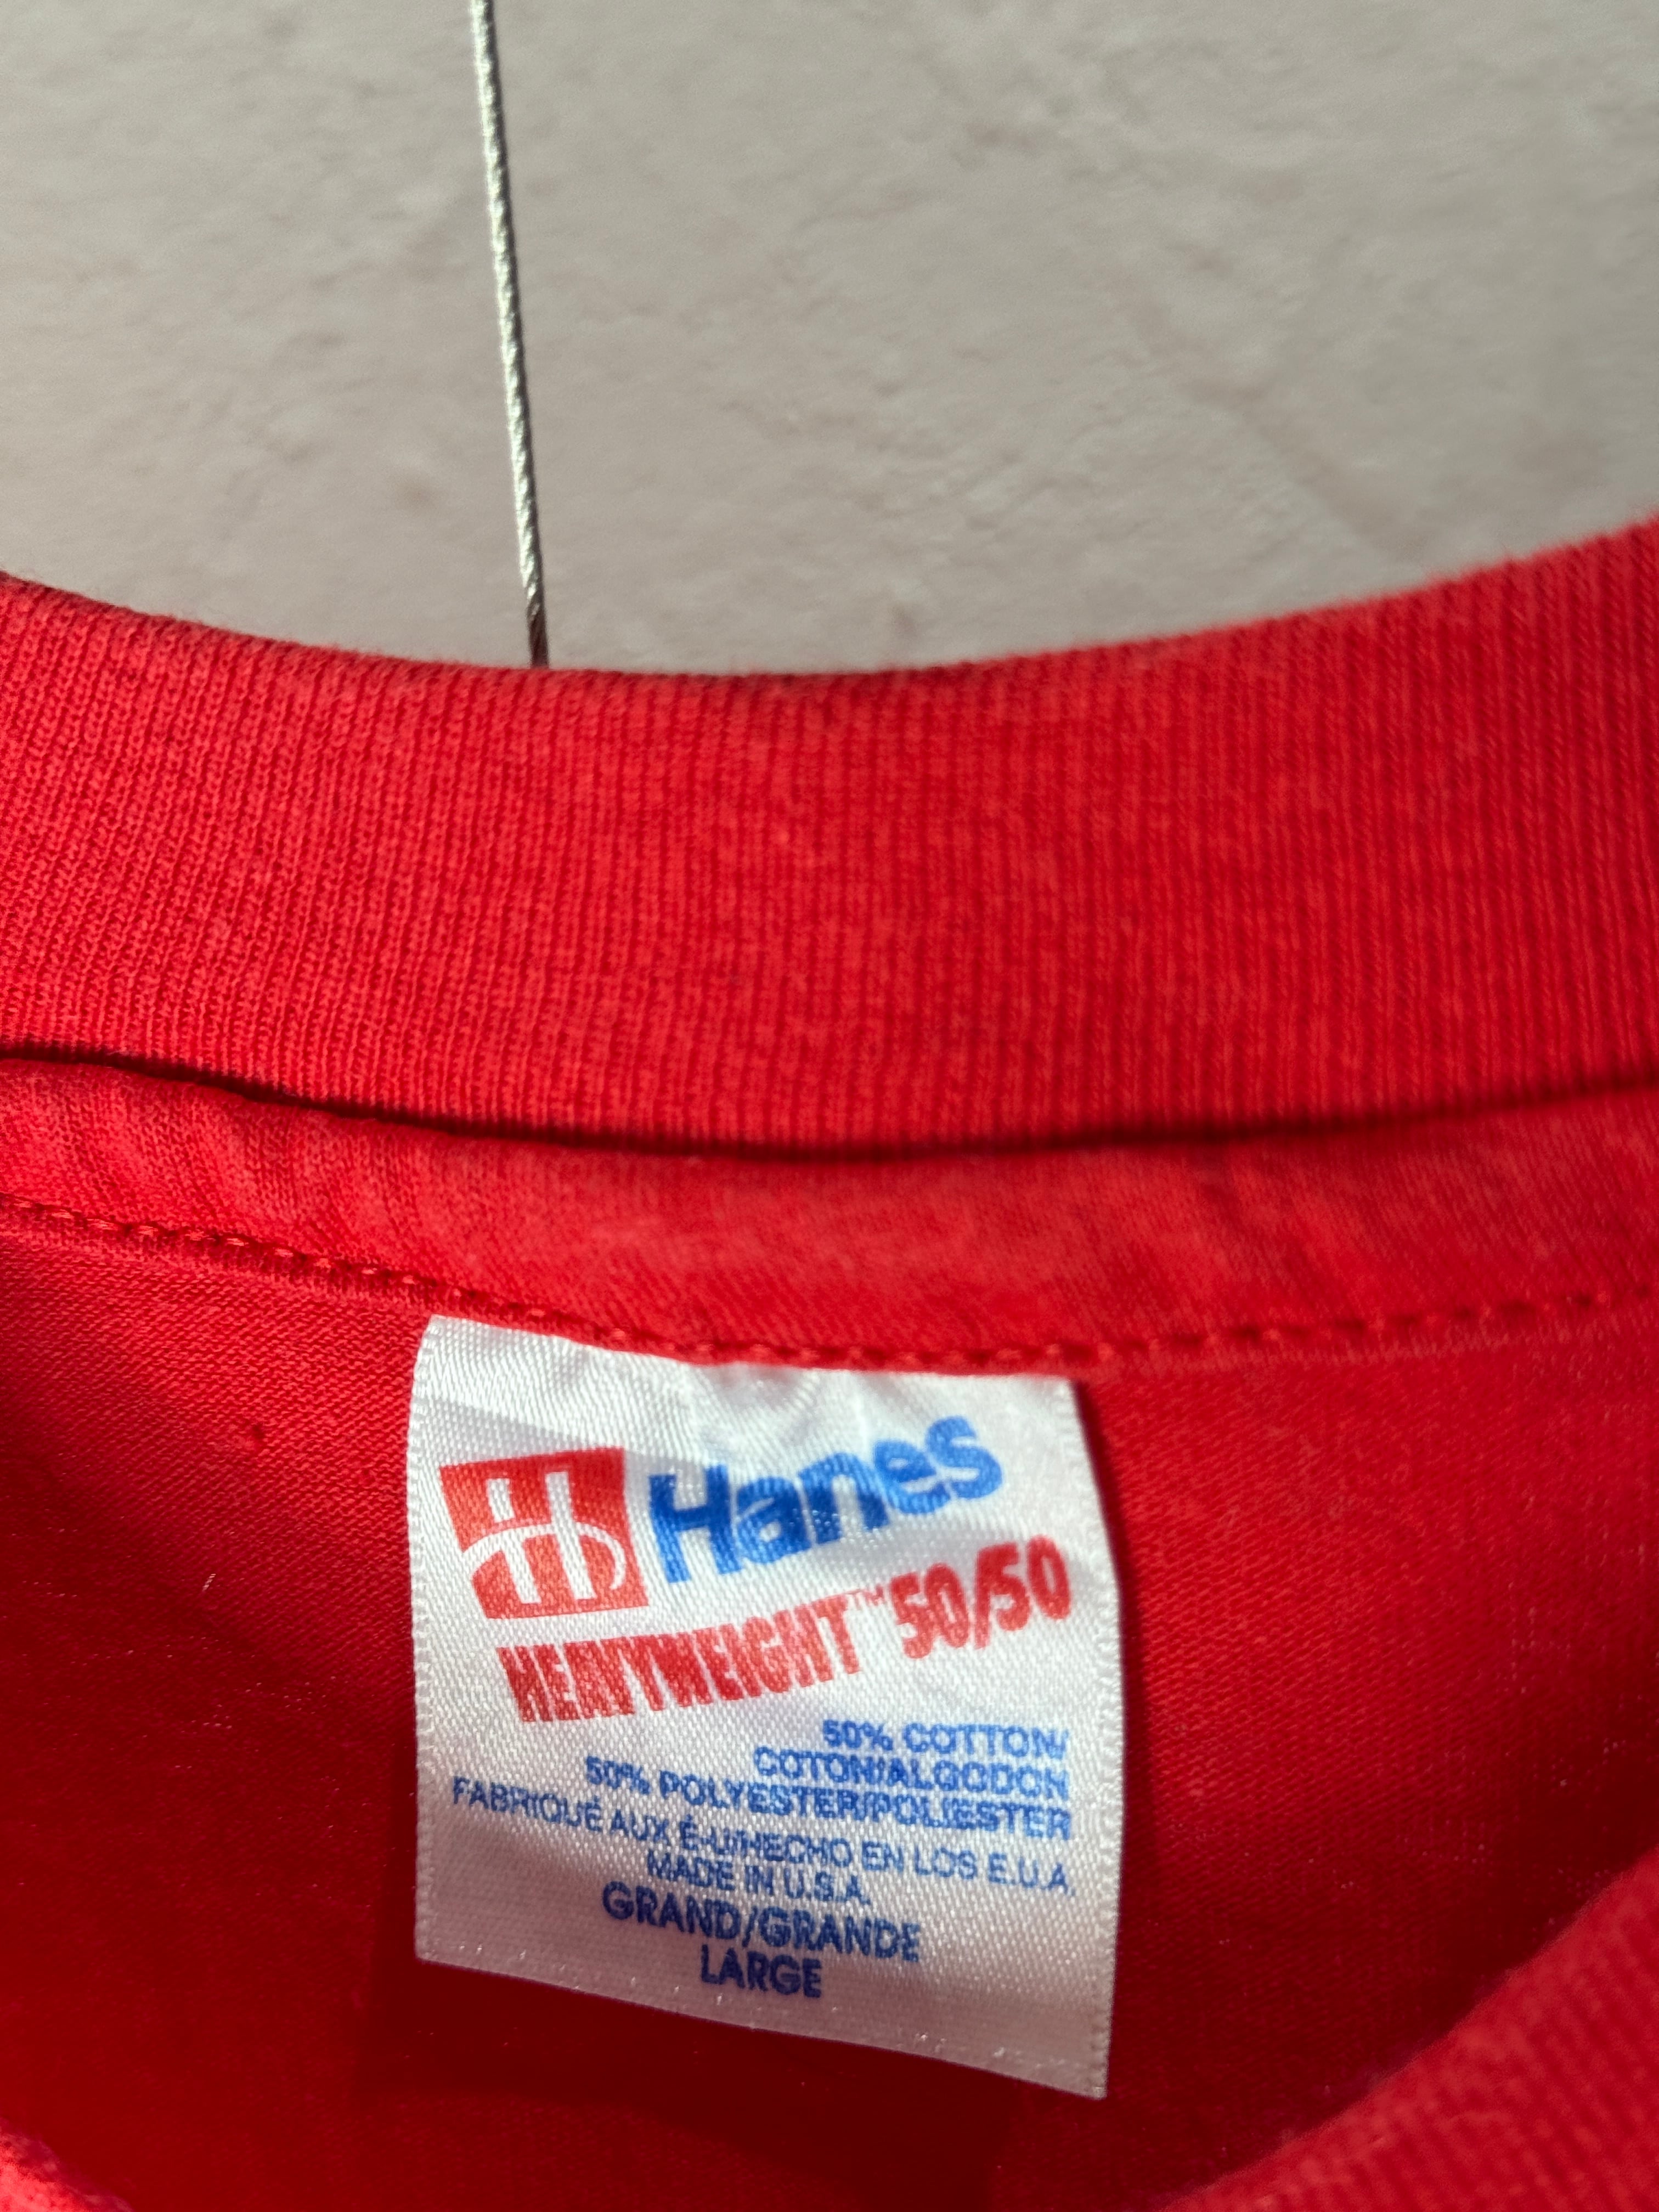 Hanes
HEAVYWEIGHT™ 50/50
50% COTTON/
COTON/ALGODON
50% POLYESTER/POLIESTER
FABRIQUÉ AUX É-U/HECHO EN LOS E.U.A.
MADE IN U.S.A.
GRAND/GRANDE
LARGE